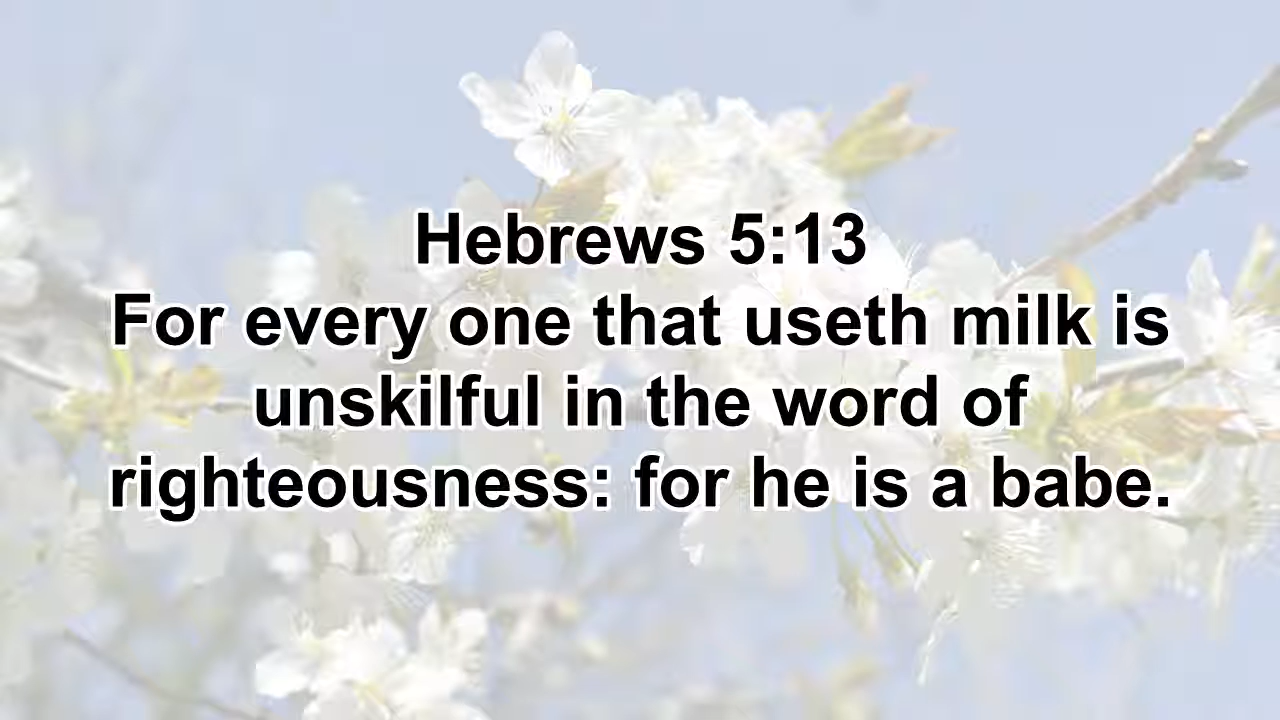 Hebrews 5:13
For every one that useth milk is
unskilful in the word of
righteousness: for he is a babe.